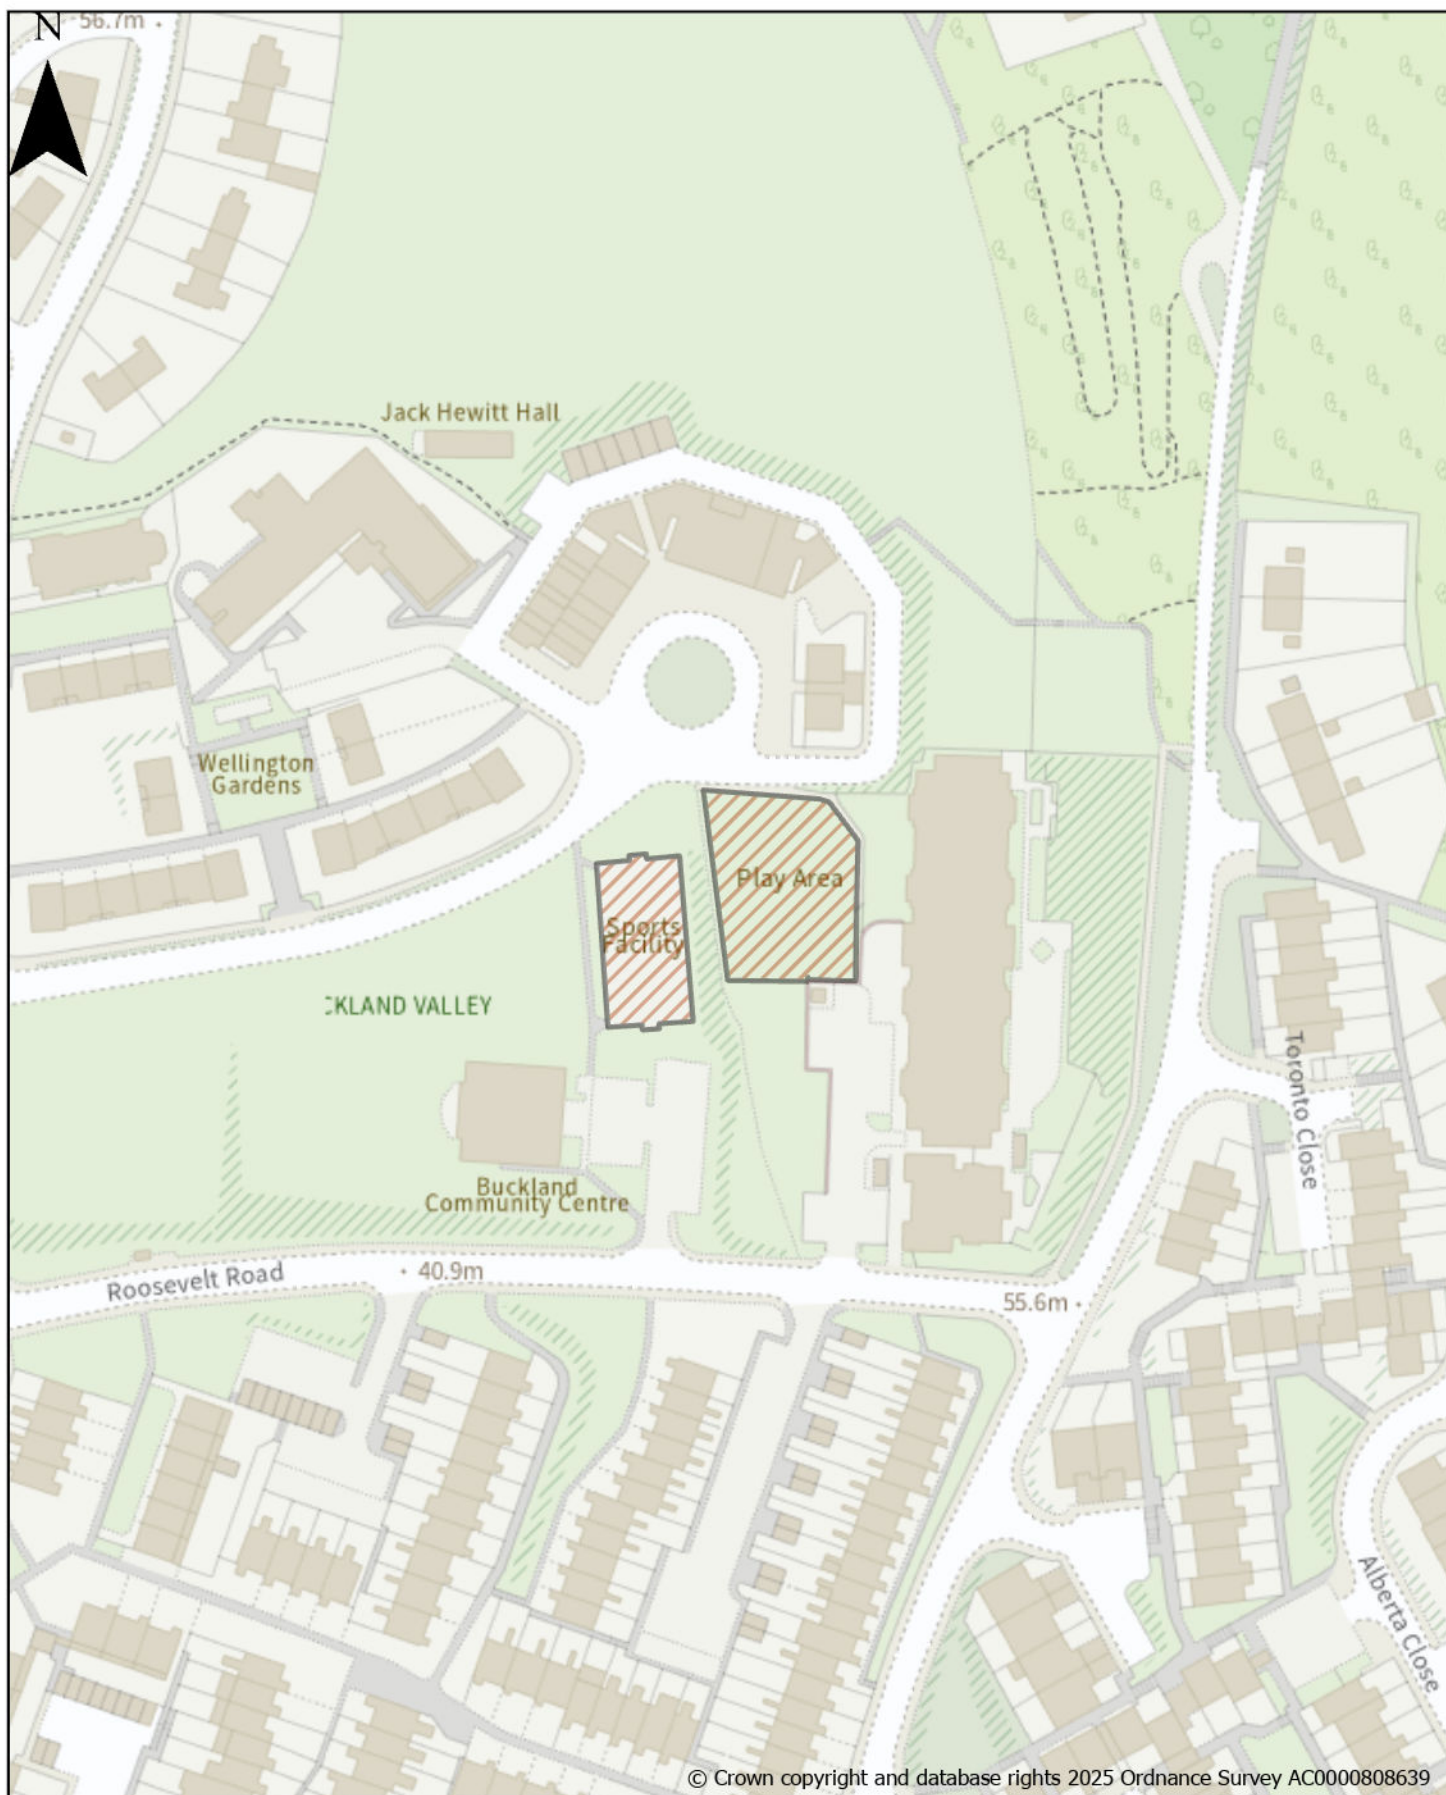 N
56.7m
Jack Hewitt Hall
Wellington
Gardens
Play Area
Sports
Facility
CKLAND VALLEY
Buckland
Community Centre
Toronto Close
Roosevelt Road
40.9m
55.6m
Alberta Close
© Crown copyright and database rights 2025 Ordnance Survey AC0000808639